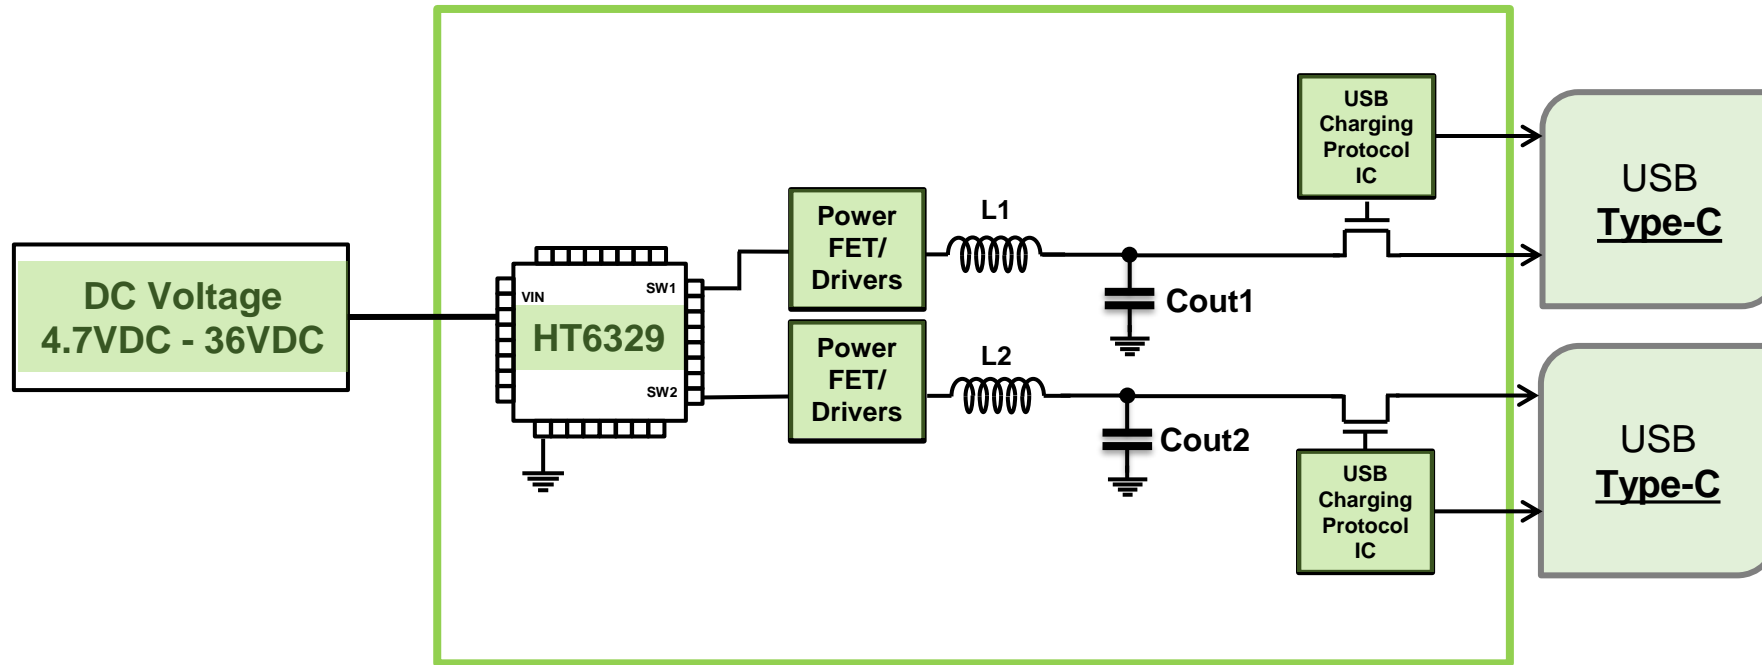 DC Voltage
4.7VDC - 36VDC
VIN
SW1
HT6329
SW2
Power
FET/
Drivers
L1
Cout1
USB
Charging
Protocol
IC
USB
Type-C
Power
FET/
Drivers
L2
Cout2
USB
Charging
Protocol
IC
USB
Type-C